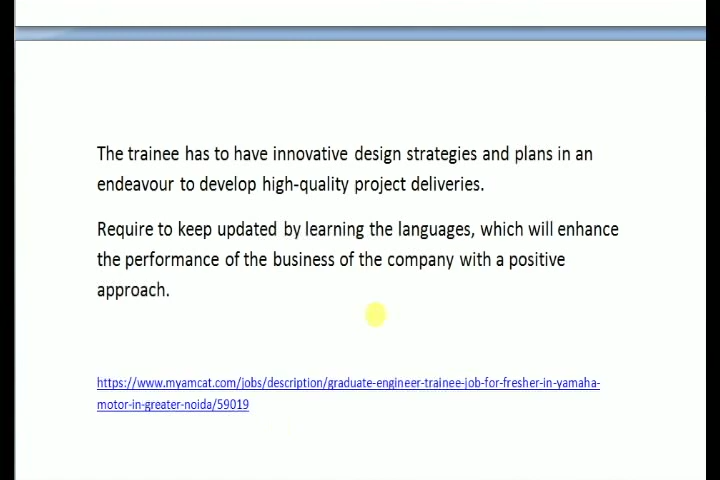 The trainee has to have innovative design strategies and plans in an
endeavour to develop high-quality project deliveries.
Require to keep updated by learning the languages, which will enhance
the performance of the business of the company with a positive
approach.
https://www.myamcat.com/jobs/description/graduate-engineer-trainee-job-for-fresher-in-yamaha-
motor-in-greater-noida/59019